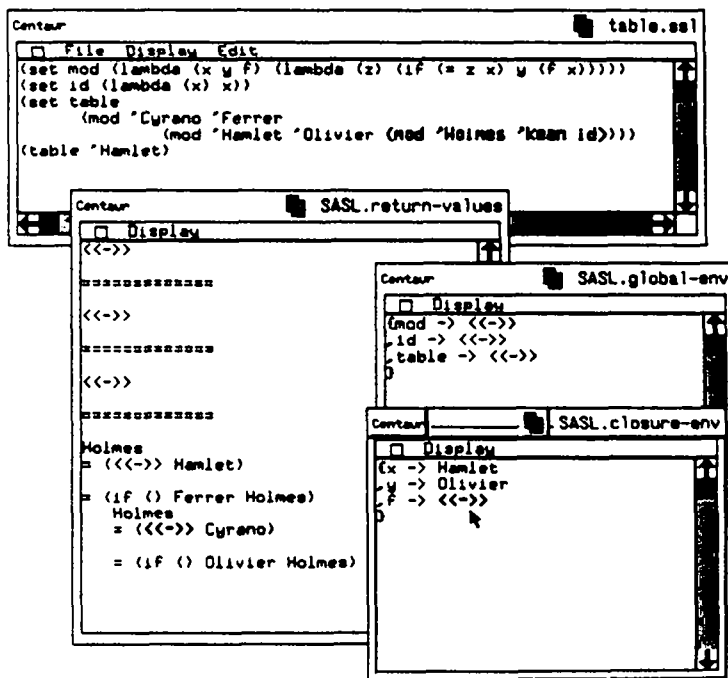 Centaur table.ssl
File Display Edit
(set mod (lambda (x y f) (lambda (z) (if (= z x) y (f x)))))
(set id (lambda (x) x))
(set table
(mod 'Cyrano 'Ferrer
(mod 'Hamlet 'Olivier (mod 'Holmes id))))
(table 'Hamlet)
Centaur SASL.return-values
Display
<<->>
=============
<<->>
=============
<<->>
=============
Holmes
= (<<->> Hamlet)
= (if () Ferrer Holmes)
Holmes
= (<<->> Cyrano)
= (if () Olivier Holmes)
Centaur SASL.global-env
Display
{mod -> <<->>
,id -> <<->>
,table -> <<->>
}
Centaur SASL.closure-env
Display
{x -> Hamlet
,y -> Olivier
,f -> <<->>
}